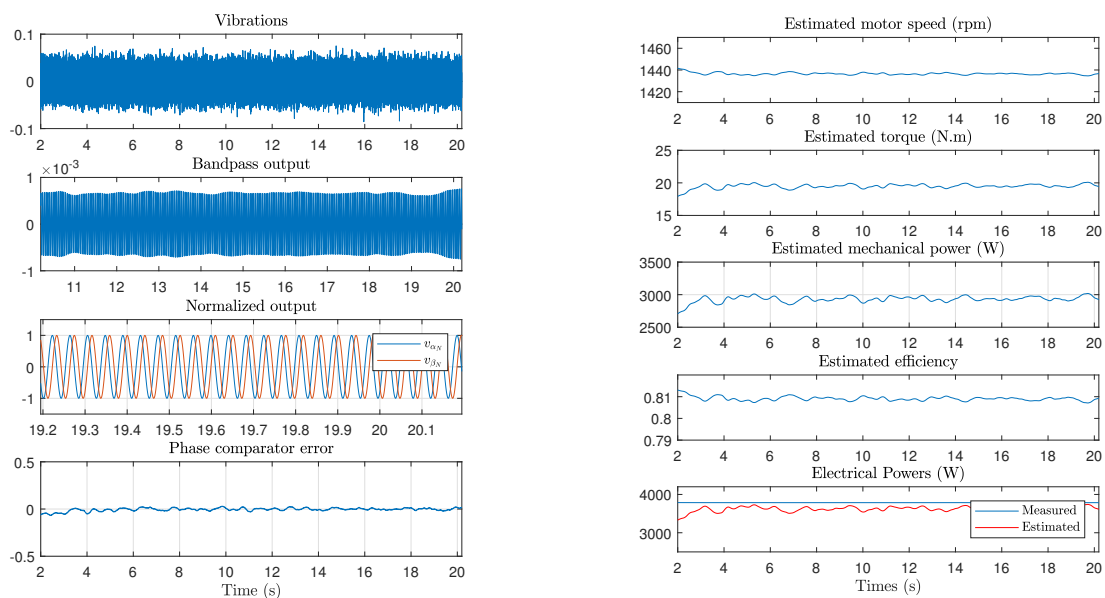 Vibrations
0.1
0
-0.1
2 4 6 8 10 12 14 16 18 20
Bandpass output
×10⁻³
1
0
-1
11 12 13 14 15 16 17 18 19 20
Normalized output
1
0
-1
v_{α_N}
v_{β_N}
19.2 19.3 19.4 19.5 19.6 19.7 19.8 19.9 20 20.1
Phase comparator error
0.5
0
-0.5
2 4 6 8 10 12 14 16 18 20
Time (s)
Estimated motor speed (rpm)
1460
1440
1420
2 4 6 8 10 12 14 16 18 20
Estimated torque (N.m)
25
20
15
2 4 6 8 10 12 14 16 18 20
Estimated mechanical power (W)
3500
3000
2500
2 4 6 8 10 12 14 16 18 20
Estimated efficiency
0.81
0.8
0.79
2 4 6 8 10 12 14 16 18 20
Electrical Powers (W)
4000
3000
Measured
Estimated
2 4 6 8 10 12 14 16 18 20
Times (s)